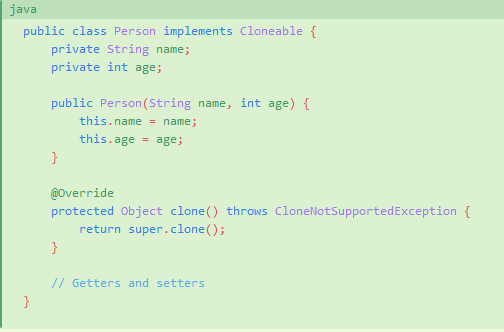 java
public class Person implements Cloneable {
    private String name;
    private int age;

    public Person(String name, int age) {
        this.name = name;
        this.age = age;
    }

    @Override
    protected Object clone() throws CloneNotSupportedException {
        return super.clone();
    }

    // Getters and setters
}